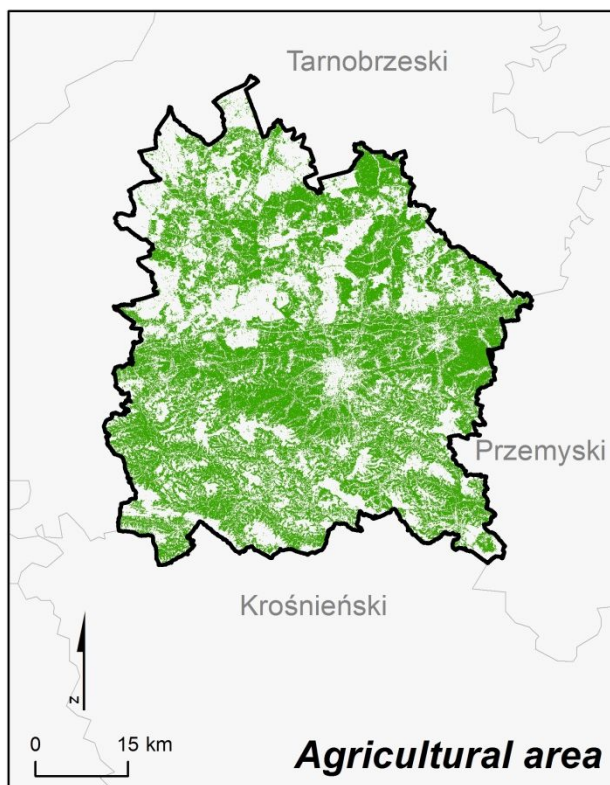 Tarnobrzeski
Przemyski
Krośnieński
N
0 15 km
Agricultural area